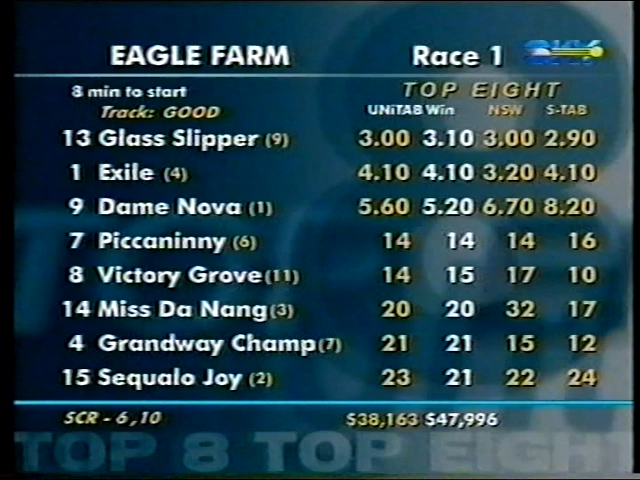 EAGLE FARM Race 1 SKY
8 min to start TOP EIGHT
Track: GOOD UNiTAB Win NSW S-TAB
13 Glass Slipper (9) 3.00 3.10 3.00 2.90
1 Exile (4) 4.10 4.10 3.20 4.10
9 Dame Nova (1) 5.60 5.20 6.70 8.20
7 Piccaninny (6) 14 14 14 16
8 Victory Grove (11) 14 15 17 10
14 Miss Da Nang (3) 20 20 32 17
4 Grandway Champ (7) 21 21 15 12
15 Sequalo Joy (2) 23 21 22 24
SCR - 6,10 $38,163 $47,996
TOP 8 TOP EIGHT